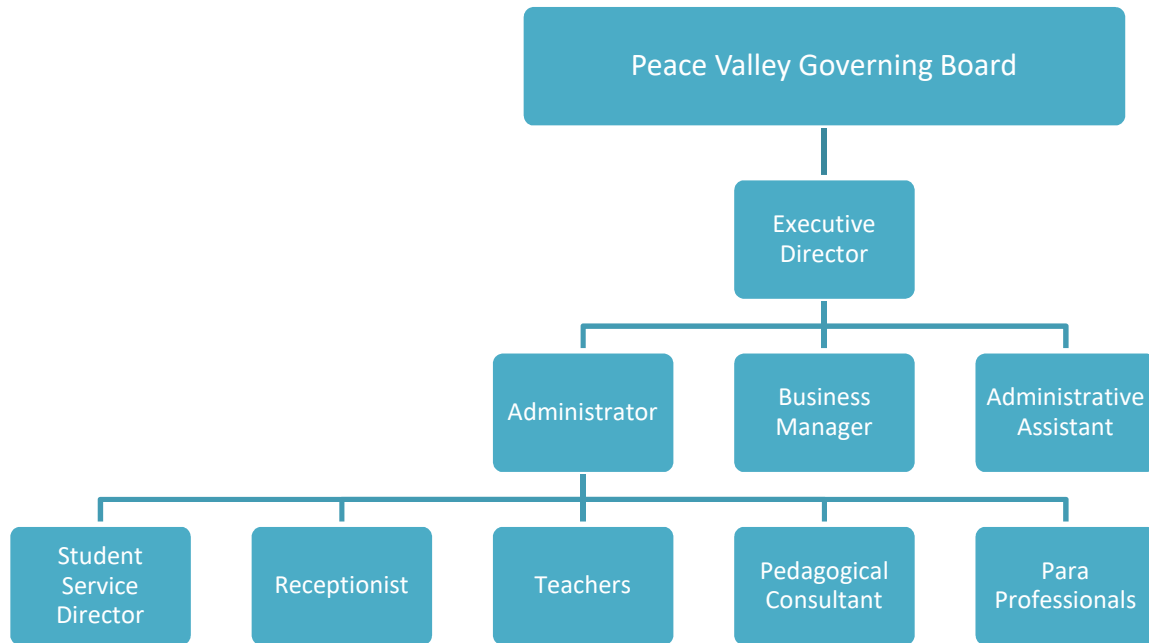 Peace Valley Governing Board
Executive
Director
Administrator
Business
Manager
Administrative
Assistant
Student
Service
Director
Receptionist
Teachers
Pedagogical
Consultant
Para
Professionals